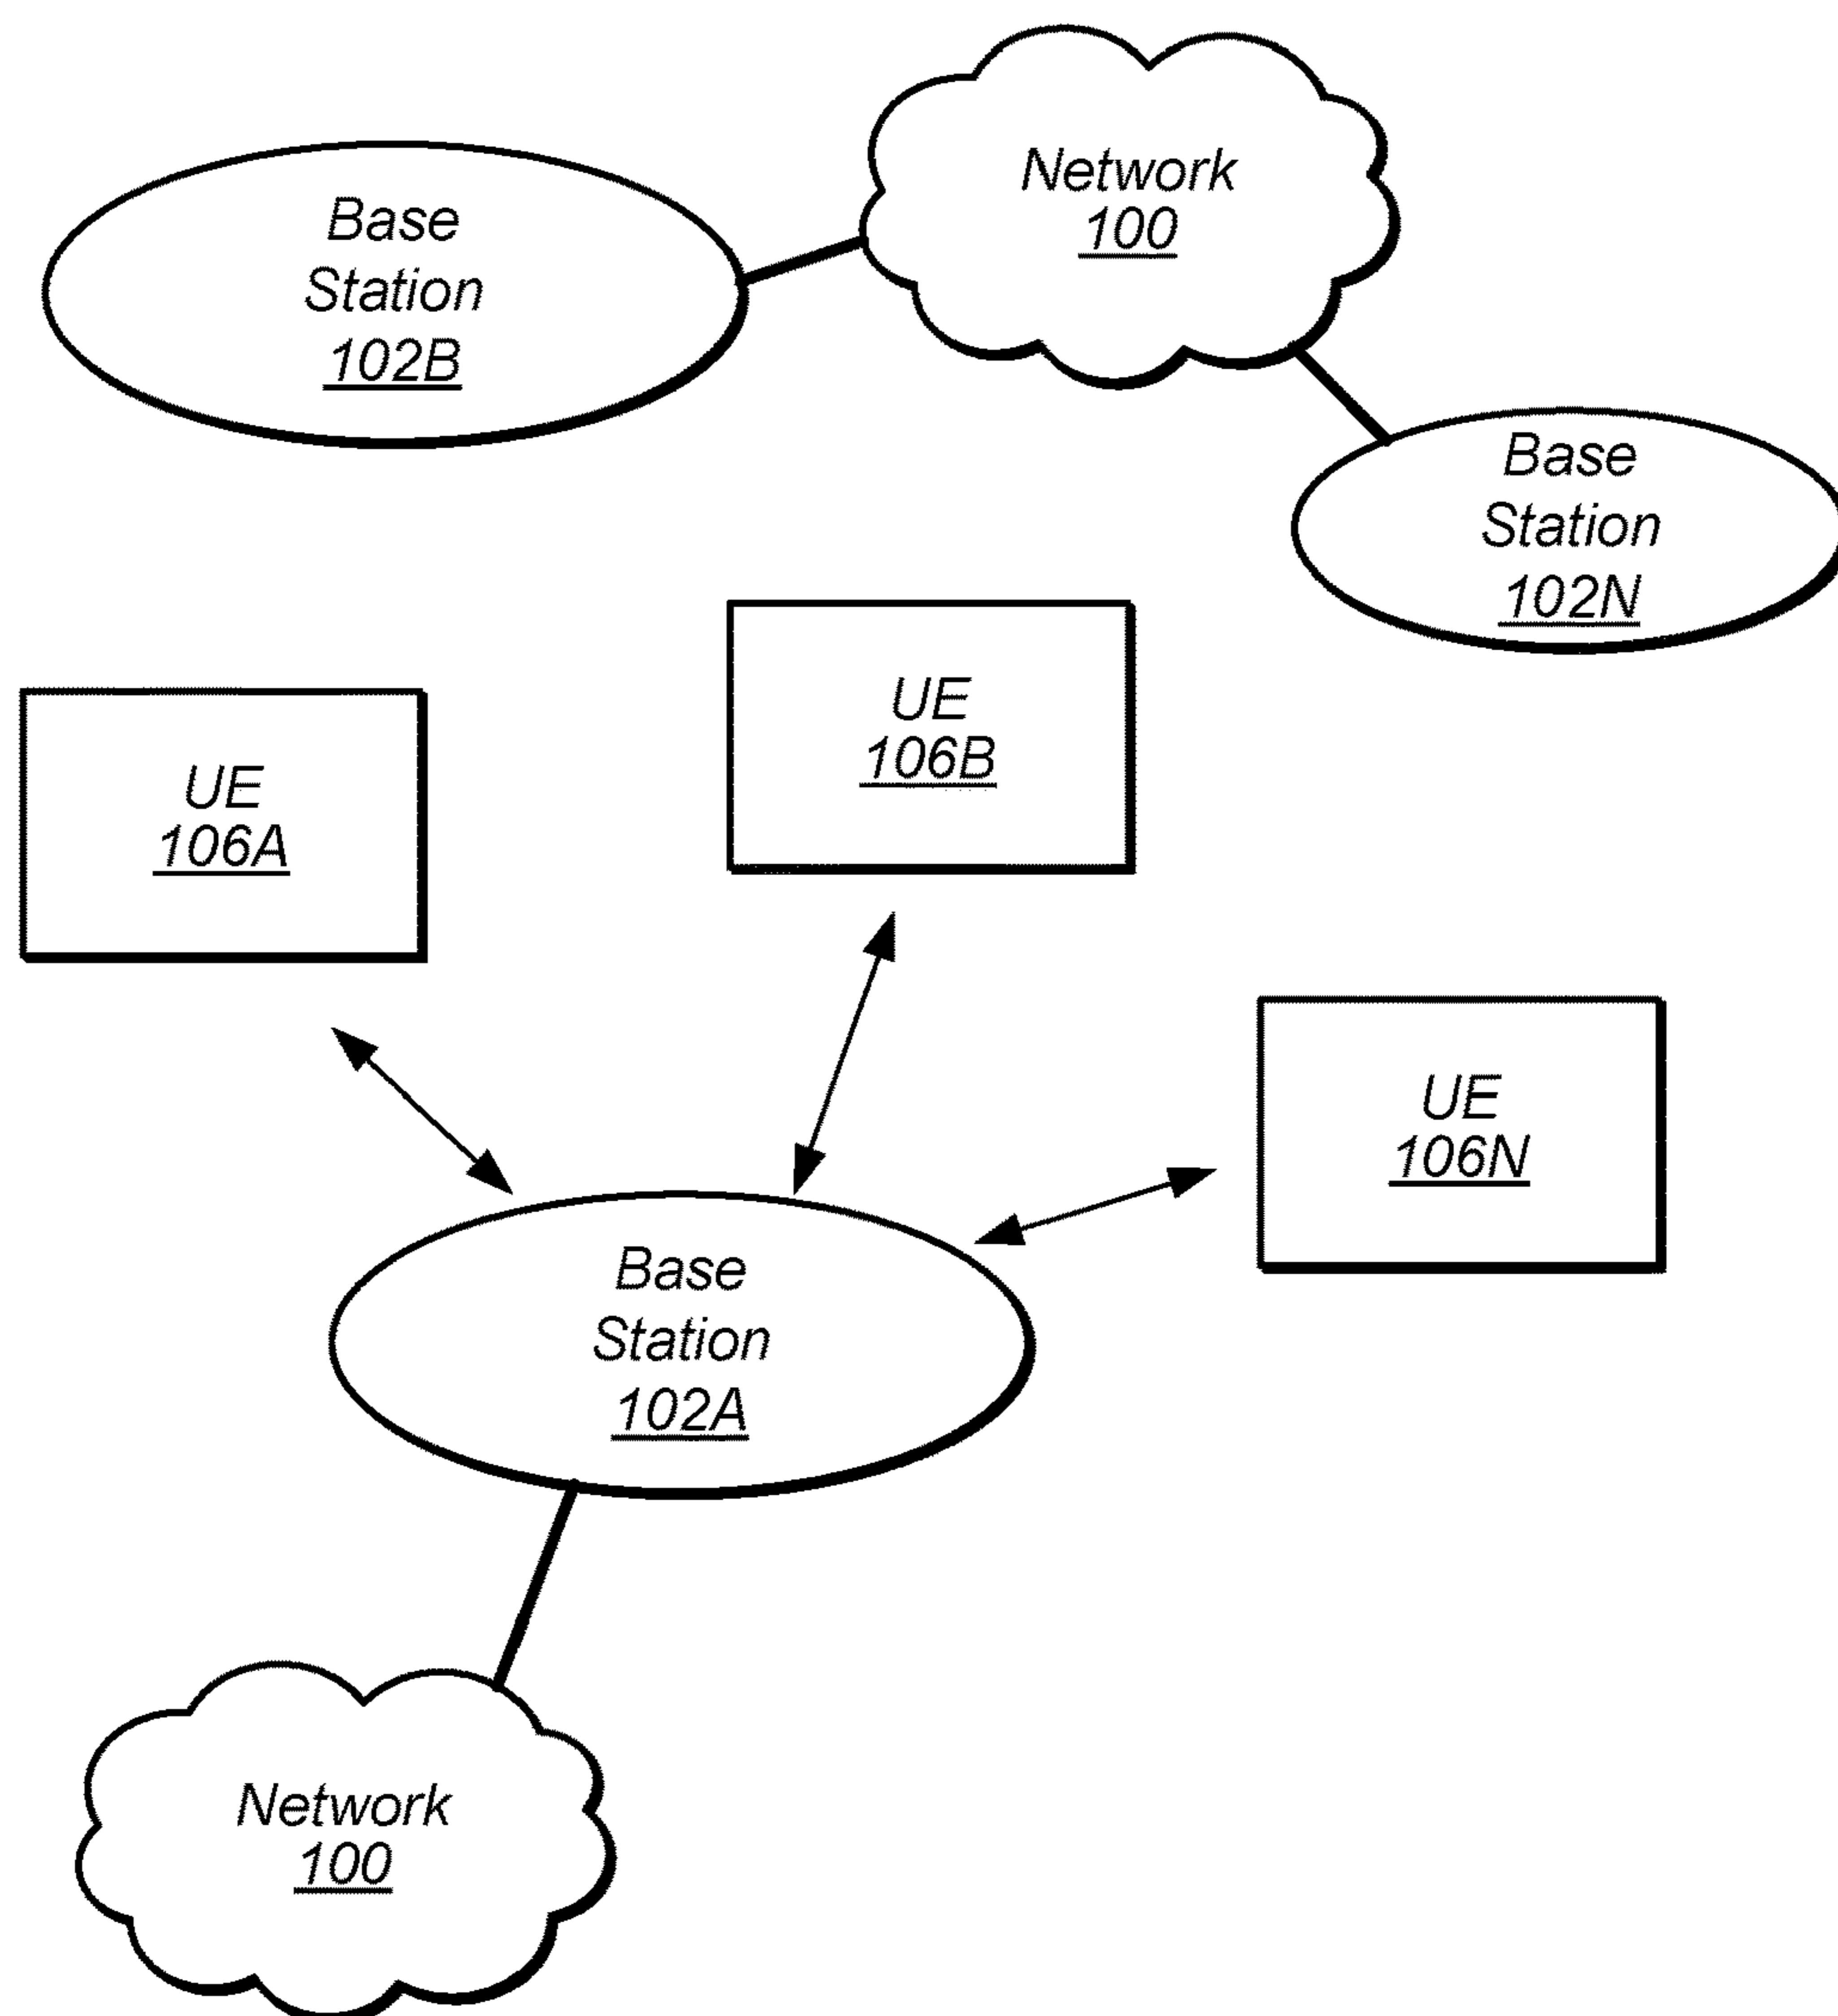 Network
100
Base
Station
102B
Base
Station
102N
UE
106B
UE
106A
UE
106N
Base
Station
102A
Network
100